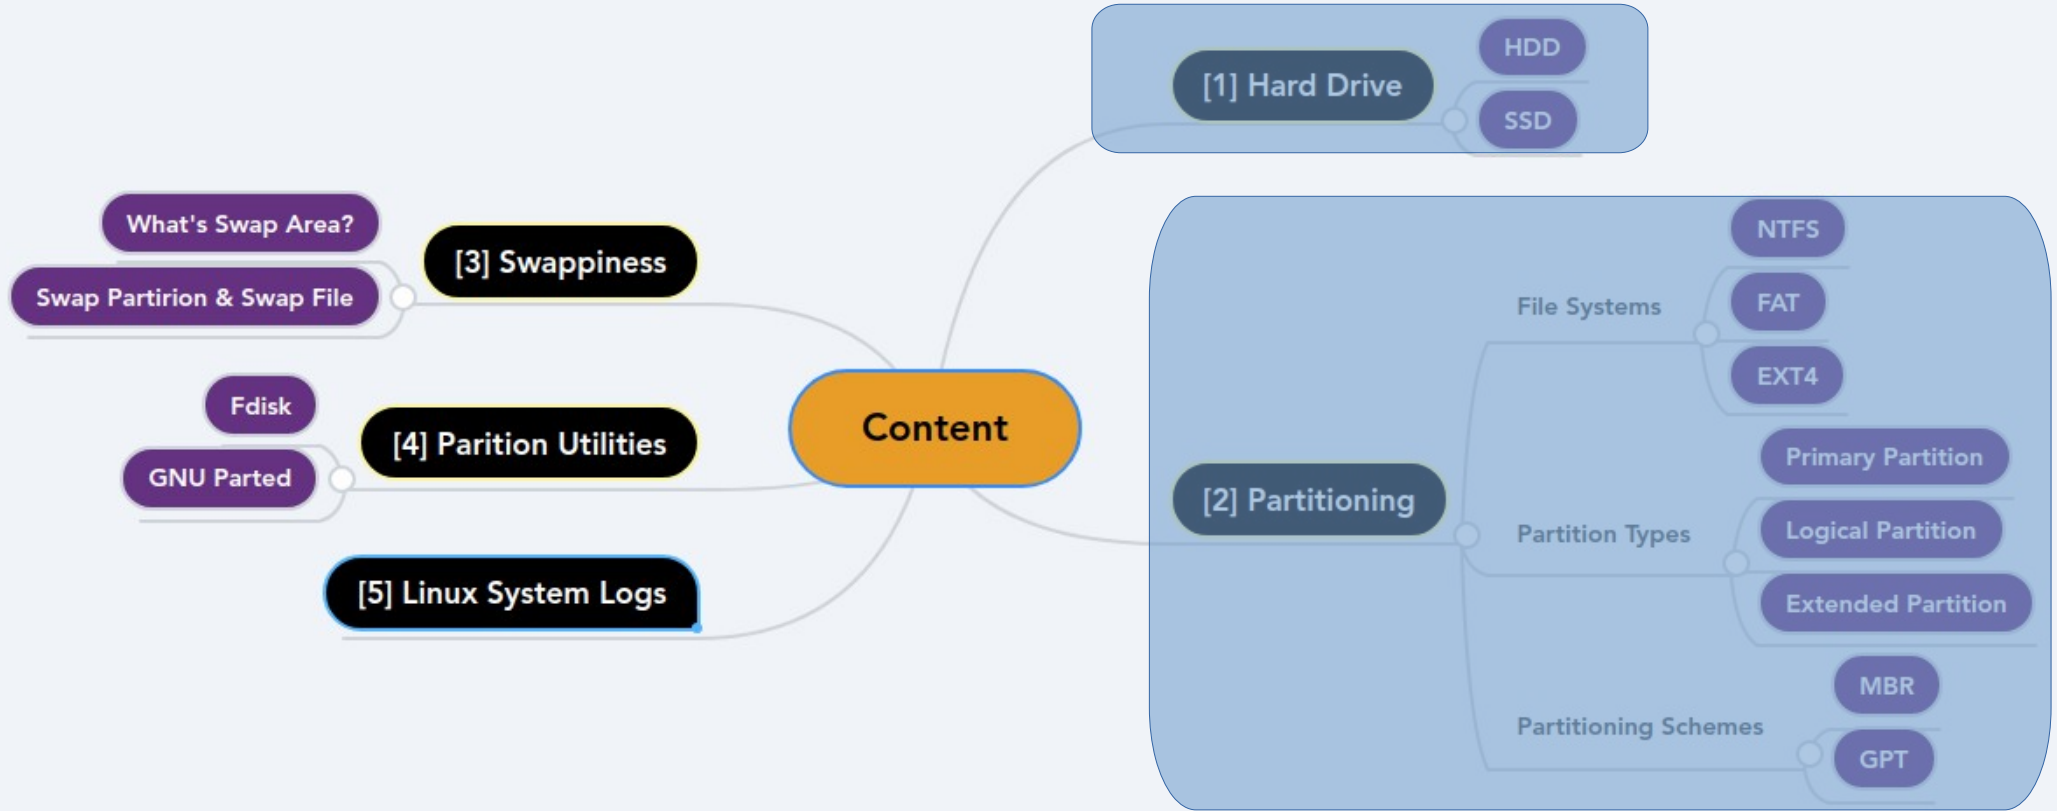 Content
[1] Hard Drive
HDD
SSD
[2] Partitioning
File Systems
NTFS
FAT
EXT4
Partition Types
Primary Partition
Logical Partition
Extended Partition
Partitioning Schemes
MBR
GPT
[3] Swappiness
What's Swap Area?
Swap Partirion & Swap File
[4] Parition Utilities
Fdisk
GNU Parted
[5] Linux System Logs